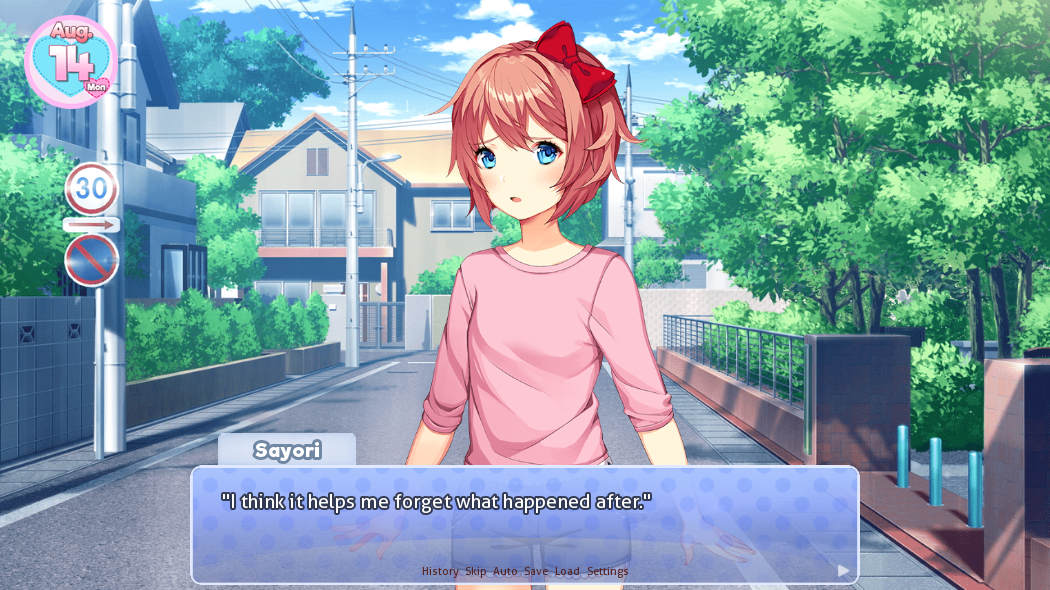 Aug.
14
Mon
30
Sayori
"I think it helps me forget what happened after."
History Skip Auto Save Load Settings